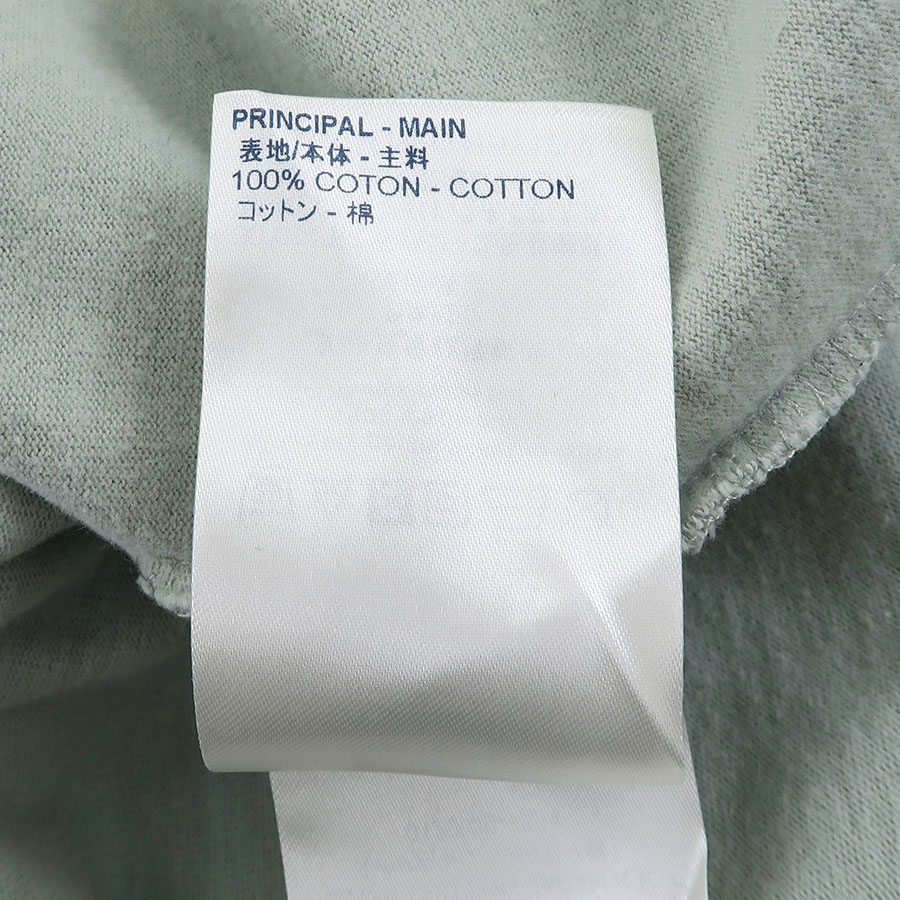 PRINCIPAL - MAIN
表地/本体 - 主料
100% COTON - COTTON
コットン - 棉